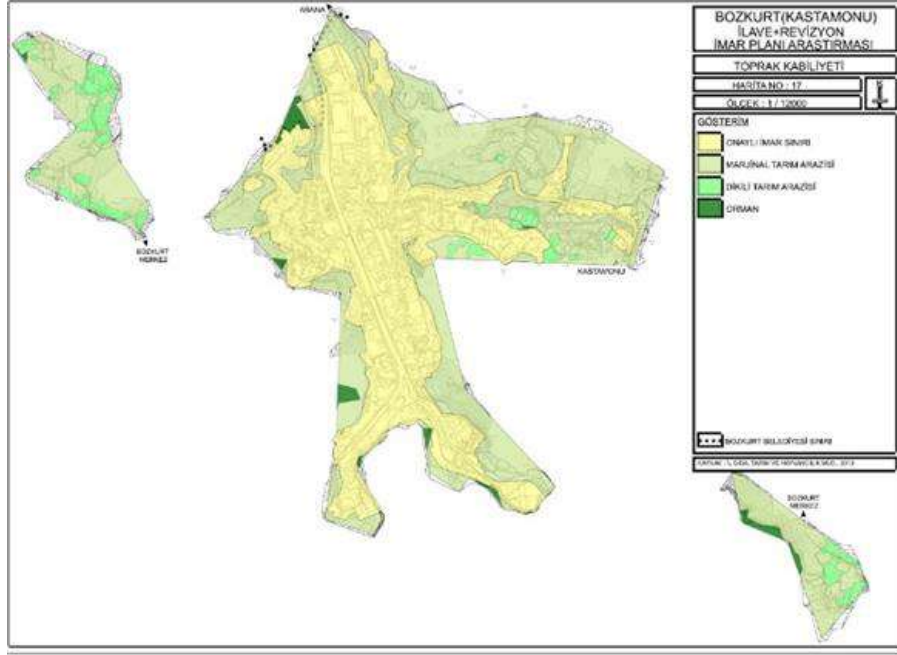 ABANA
BOZKURT(KASTAMONU)
İLAVE+REVİZYON
İMAR PLANI ARAŞTIRMASI
TOPRAK KABİLİYETİ
HARİTA NO : 17
ÖLÇEK : 1 / 12000
GÖSTERİM
ONAYLI İMAR SINIRI
MARJİNAL TARIM ARAZİSİ
DİKİLİ TARIM ARAZİSİ
ORMAN
BOZKURT
MERKEZ
KASTAMONU
BOZKURT BELEDİYESİ SINIRI
BOZKURT
MERKEZ